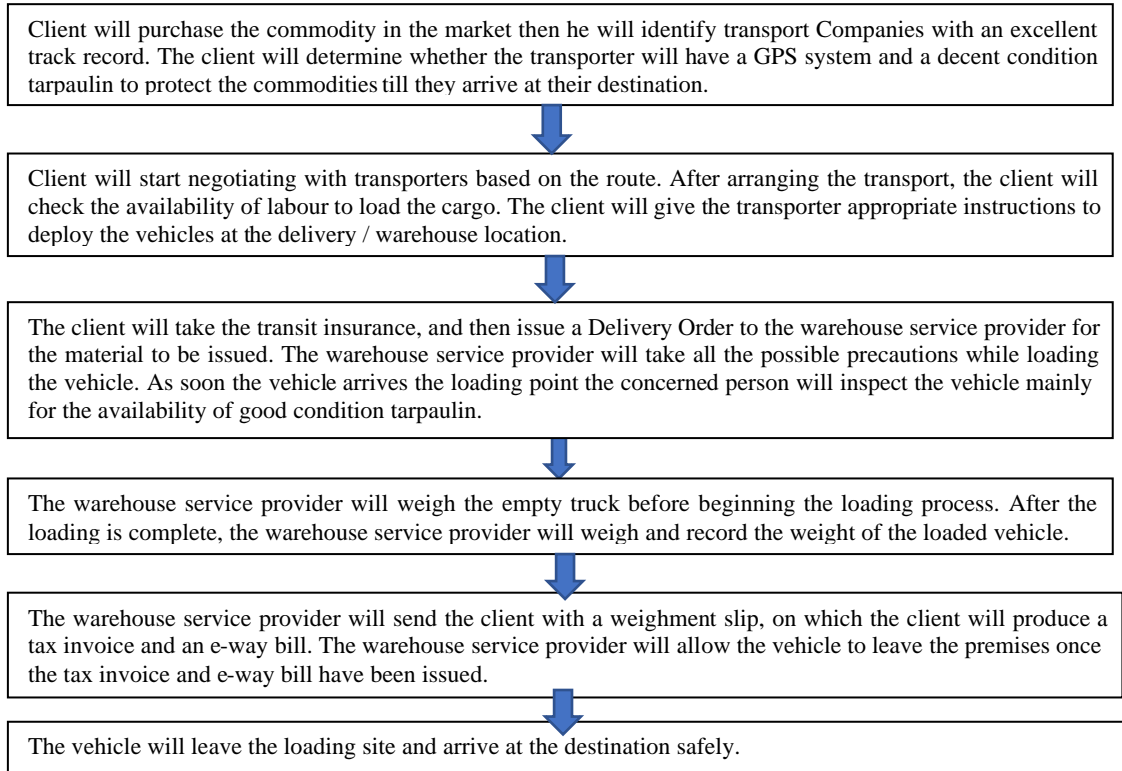 Client will purchase the commodity in the market then he will identify transport Companies with an excellent
track record. The client will determine whether the transporter will have a GPS system and a decent condition
tarpaulin to protect the commodities till they arrive at their destination.
Client will start negotiating with transporters based on the route. After arranging the transport, the client will
check the availability of labour to load the cargo. The client will give the transporter appropriate instructions to
deploy the vehicles at the delivery / warehouse location.
The client will take the transit insurance, and then issue a Delivery Order to the warehouse service provider for
the material to be issued. The warehouse service provider will take all the possible precautions while loading
the vehicle. As soon the vehicle arrives the loading point the concerned person will inspect the vehicle mainly
for the availability of good condition tarpaulin.
The warehouse service provider will weigh the empty truck before beginning the loading process. After the
loading is complete, the warehouse service provider will weigh and record the weight of the loaded vehicle.
The warehouse service provider will send the client with a weighment slip, on which the client will produce a
tax invoice and an e-way bill. The warehouse service provider will allow the vehicle to leave the premises once
the tax invoice and e-way bill have been issued.
The vehicle will leave the loading site and arrive at the destination safely.